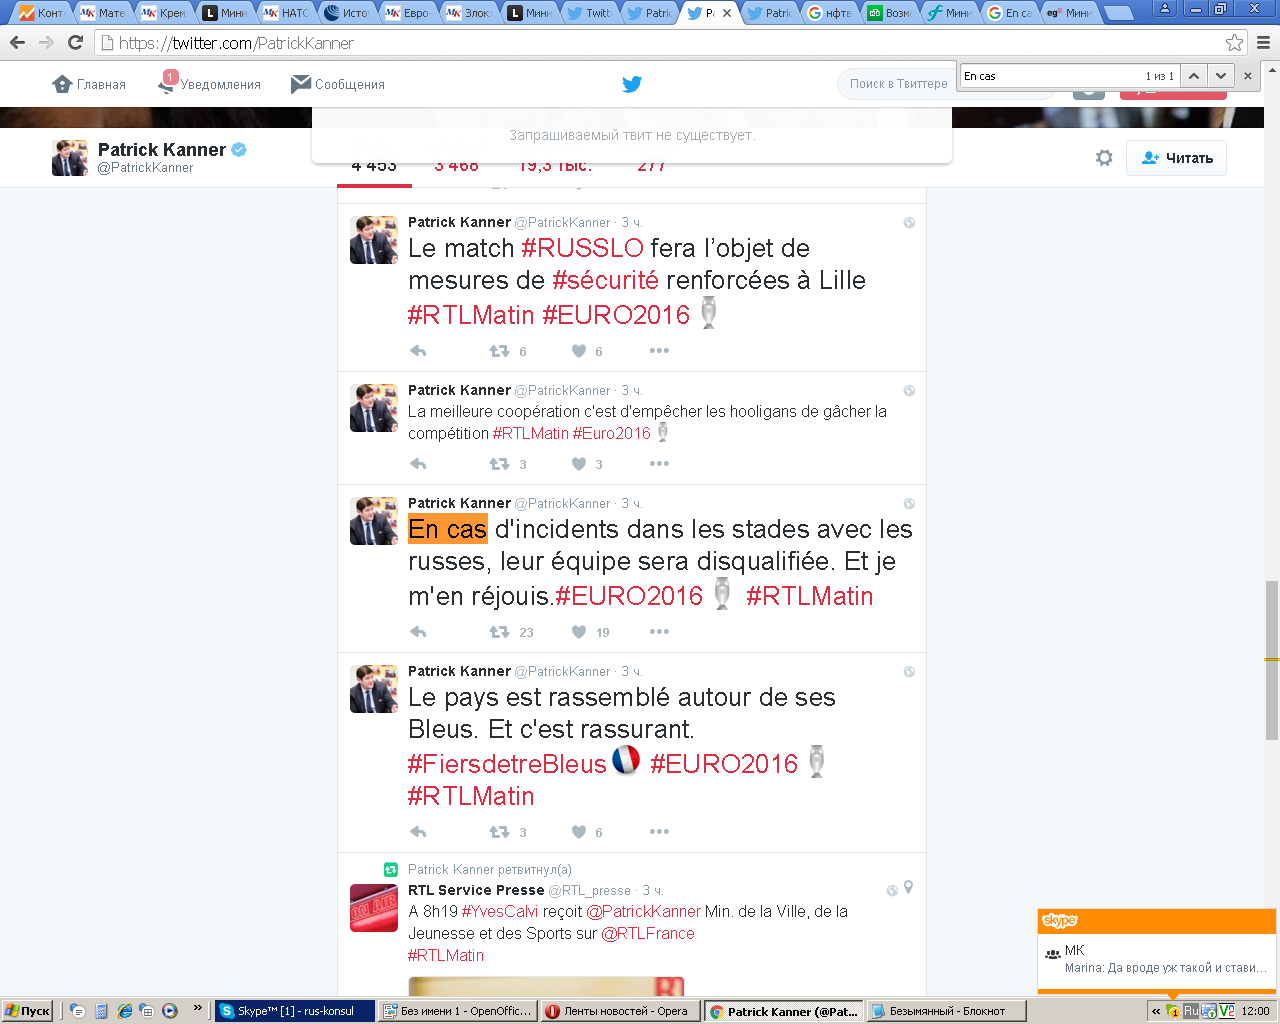 Конт
Мате
Крем
Мини
НАТС
Исто
Евро
Злок
Мини
Twitt
Patric
Pa
Patric
нфтв
Возм
Мини
En ca
Мини
https://twitter.com/PatrickKanner
En cas
1 из 1
Главная
1
Уведомления
Сообщения
Поиск в Твиттере
Запрашиваемый твит не существует.
Patrick Kanner
@PatrickKanner
4 453
3 468
19,3 тыс.
277
Читать
Patrick Kanner @PatrickKanner · 3 ч.
Le match #RUSSLO fera l’objet de
mesures de #sécurité renforcées à Lille
#RTLMatin #EURO2016
6
6
Patrick Kanner @PatrickKanner · 3 ч.
La meilleure coopération c'est d'empêcher les hooligans de gâcher la
compétition #RTLMatin #Euro2016
3
3
Patrick Kanner @PatrickKanner · 3 ч.
En cas d'incidents dans les stades avec les
russes, leur équipe sera disqualifiée. Et je
m'en réjouis.#EURO2016 #RTLMatin
23
19
Patrick Kanner @PatrickKanner · 3 ч.
Le pays est rassemblé autour de ses
Bleus. Et c'est rassurant.
#FiersdetreBleus #EURO2016
#RTLMatin
3
6
Patrick Kanner ретвитнул(а)
RTL Service Presse @RTL_presse · 3 ч.
A 8h19 #YvesCalvi reçoit @PatrickKanner Min. de la Ville, de la
Jeunesse et des Sports sur @RTLFrance
#RTLMatin
ON AIR
skype
МК
Marina: Да вроде уж такой и стави...
Пуск
Skype™ [1] - rus-konsul
Без имени 1 - OpenOffic...
Ленты новостей - Opera
Patrick Kanner (@Pat...
Безымянный - Блокнот
Ru
12:00